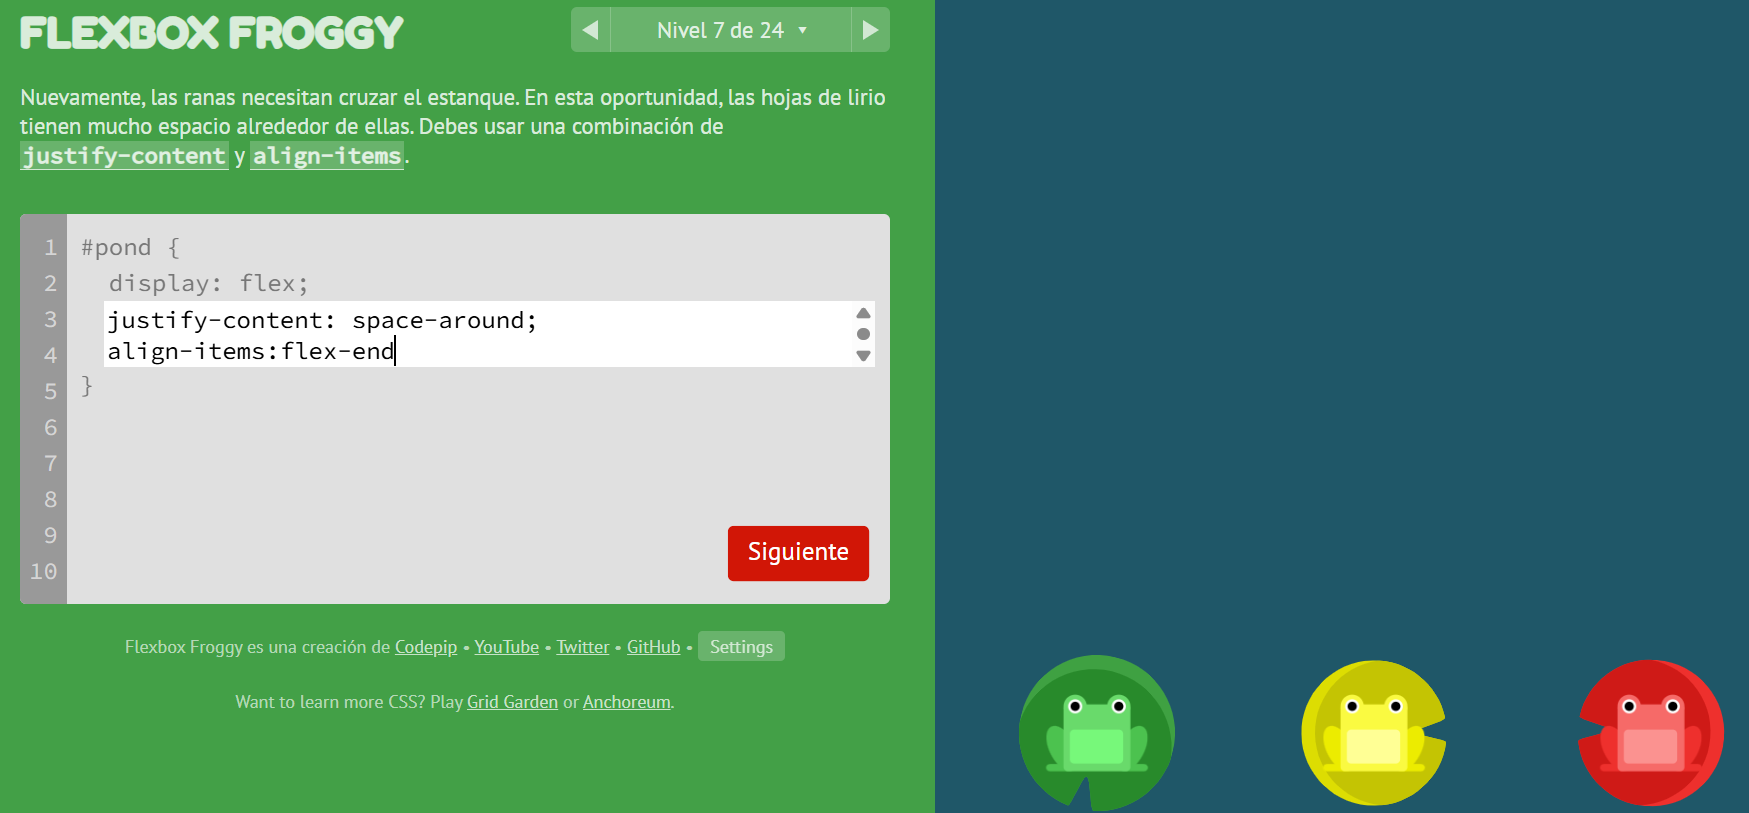 FLEXBOX FROGGY
◀ Nivel 7 de 24 ▾ ▶
Nuevamente, las ranas necesitan cruzar el estanque. En esta oportunidad, las hojas de lirio
tienen mucho espacio alrededor de ellas. Debes usar una combinación de
justify-content y align-items.
1 #pond {
2 display: flex;
3 justify-content: space-around;
4 align-items:flex-end
5 }
6
7
8
9
10
Siguiente
Flexbox Froggy es una creación de Codepip • YouTube • Twitter • GitHub • Settings
Want to learn more CSS? Play Grid Garden or Anchoreum.